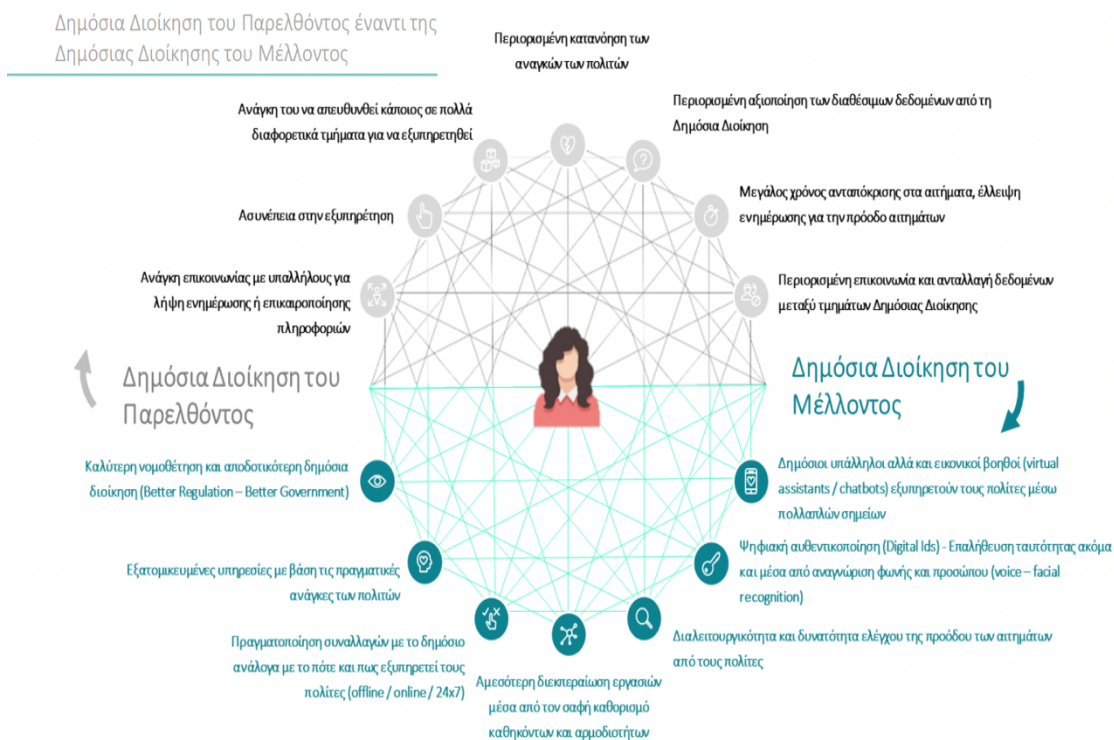 Δημόσια Διοίκηση του Παρελθόντος έναντι της
Δημόσιας Διοίκησης του Μέλλοντος
Περιορισμένη κατανόηση των
αναγκών των πολιτών
Ανάγκη του να απευθυνθεί κάποιος σε πολλά
διαφορετικά τμήματα για να εξυπηρετηθεί
Περιορισμένη αξιοποίηση των διαθέσιμων δεδομένων από τη
Δημόσια Διοίκηση
Ασυνέπεια στην εξυπηρέτηση
Μεγάλος χρόνος ανταπόκρισης στα αιτήματα, έλλειψη
ενημέρωσης για την πρόοδο αιτημάτων
Ανάγκη επικοινωνίας με υπαλλήλους για
λήψη ενημέρωσης ή επικαιροποίησης
πληροφοριών
Περιορισμένη επικοινωνία και ανταλλαγή δεδομένων
μεταξύ τμημάτων Δημόσιας Διοίκησης
Δημόσια Διοίκηση του
Παρελθόντος
Δημόσια Διοίκηση του
Μέλλοντος
Καλύτερη νομοθέτηση και αποδοτικότερη δημόσια
διοίκηση (Better Regulation – Better Government)
Δημόσιοι υπάλληλοι αλλά και εικονικοί βοηθοί (virtual
assistants / chatbots) εξυπηρετούν τους πολίτες μέσω
πολλαπλών σημείων
Εξατομικευμένες υπηρεσίες με βάση τις πραγματικές
ανάγκες των πολιτών
Ψηφιακή αυθεντικοποίηση (Digital Ids) - Επαλήθευση ταυτότητας ακόμα
και μέσα από αναγνώριση φωνής και προσώπου (voice – facial
recognition)
Πραγματοποίηση συναλλαγών με το δημόσιο
ανάλογα με το πότε και πως εξυπηρετεί τους
πολίτες (offline / online / 24x7)
Διαλειτουργικότητα και δυνατότητα ελέγχου της προόδου των αιτημάτων
από τους πολίτες
Αμεσότερη διεκπεραίωση εργασιών
μέσα από τον σαφή καθορισμό
καθηκόντων και αρμοδιοτήτων